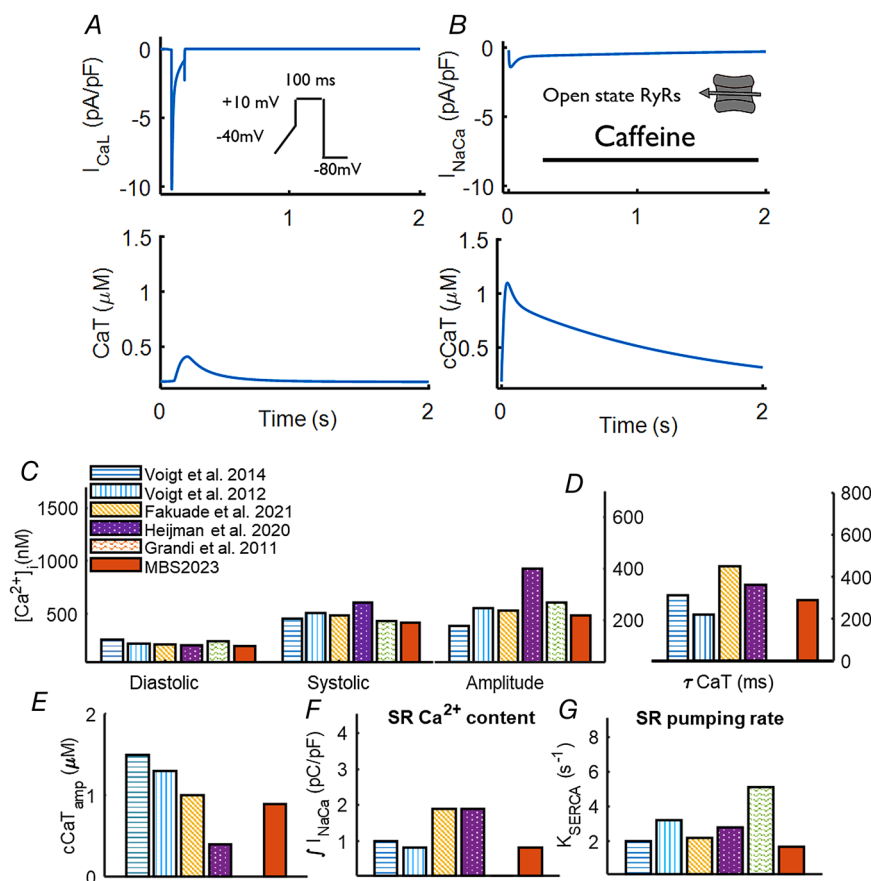 A
B
0
-5
-10
I_CaL (pA/pF)
100 ms
+10 mV
-40mV
-80mV
1
2
0
-5
-10
I_NaCa (pA/pF)
Open state RyRs
Caffeine
0
1
2
1.5
1
0.5
CaT (μM)
0
Time (s)
2
1.5
1
0.5
cCaT (μM)
0
Time (s)
2
C
Voigt et al. 2014
Voigt et al. 2012
Fakuade et al. 2021
Heijman et al. 2020
Grandi et al. 2011
MBS2023
1500
1000
500
[Ca²⁺]i (nM)
Diastolic
Systolic
Amplitude
600
400
200
D
800
600
400
200
0
τ CaT (ms)
E
2
1
0
cCaT_amp (μM)
F
SR Ca²⁺ content
4
3
2
1
∫ I_NaCa (pC/pF)
G
SR pumping rate
8
6
4
2
0
K_SERCA (s⁻¹)